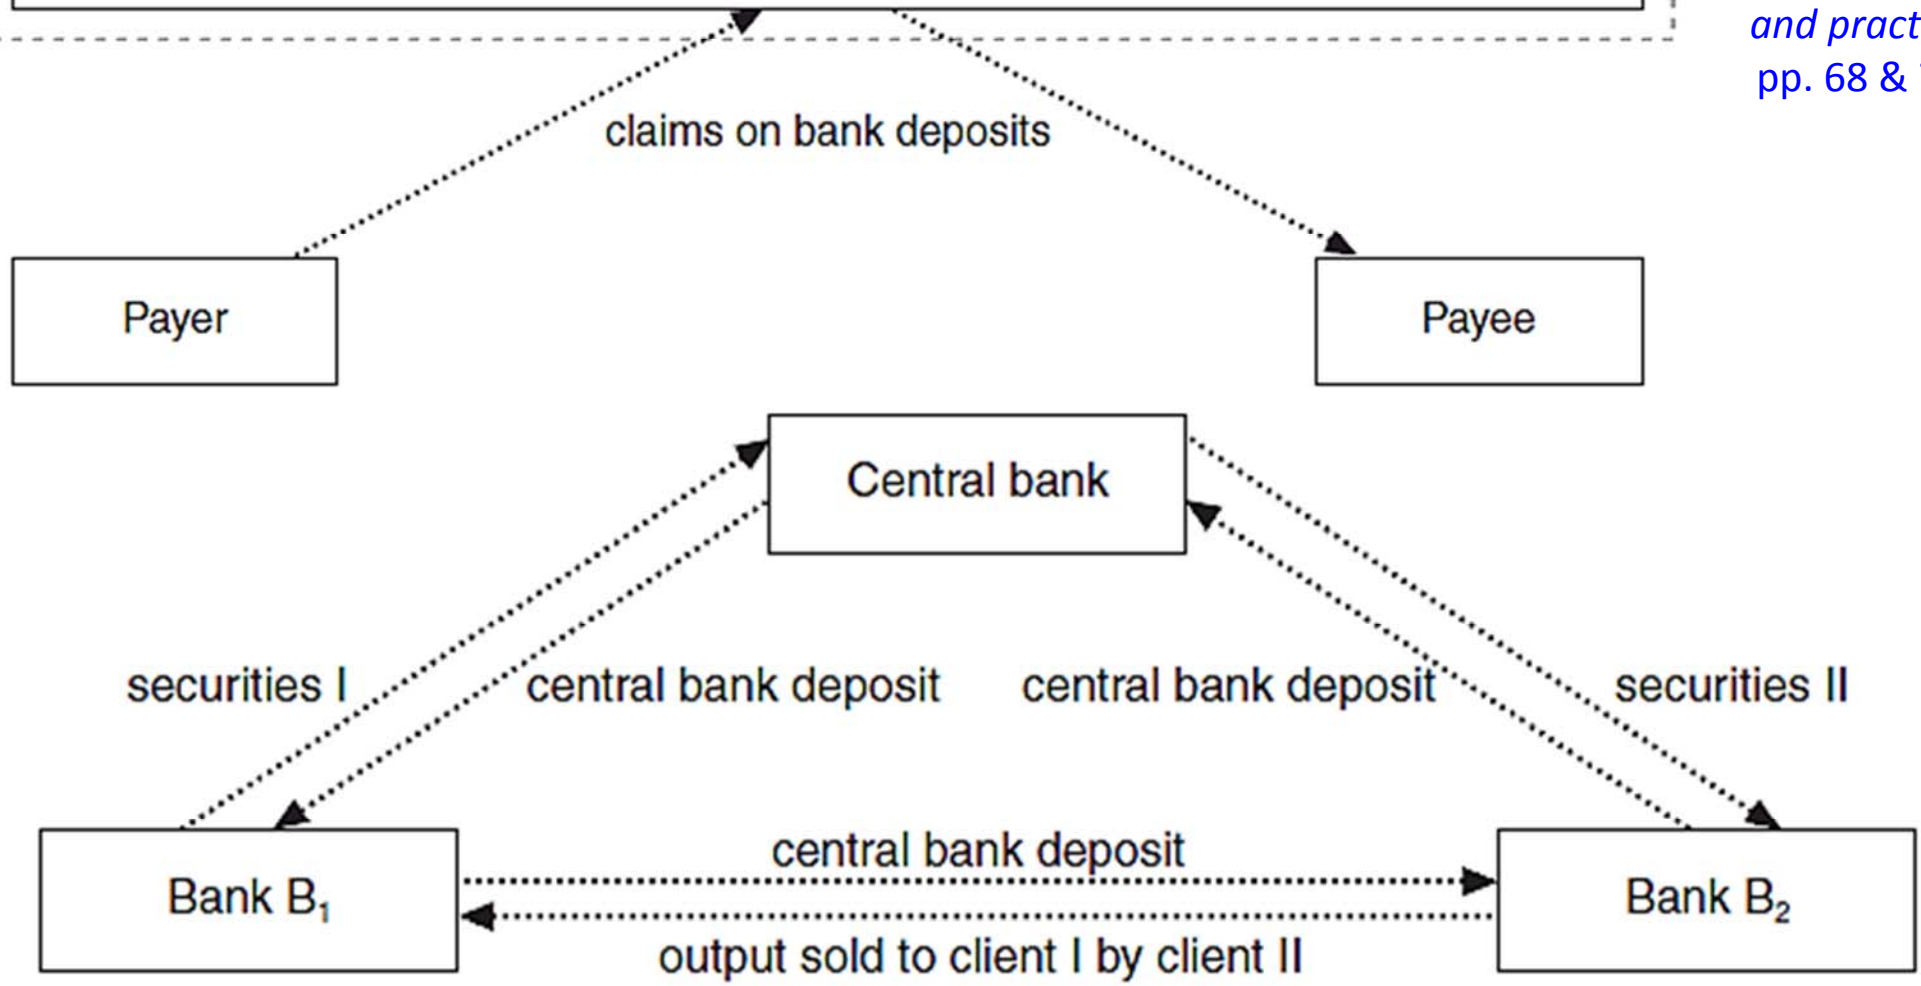 and pract
pp. 68 &
claims on bank deposits
Payer
Payee
Central bank
securities I
central bank deposit
central bank deposit
securities II
central bank deposit
Bank B₁
Bank B₂
output sold to client I by client II